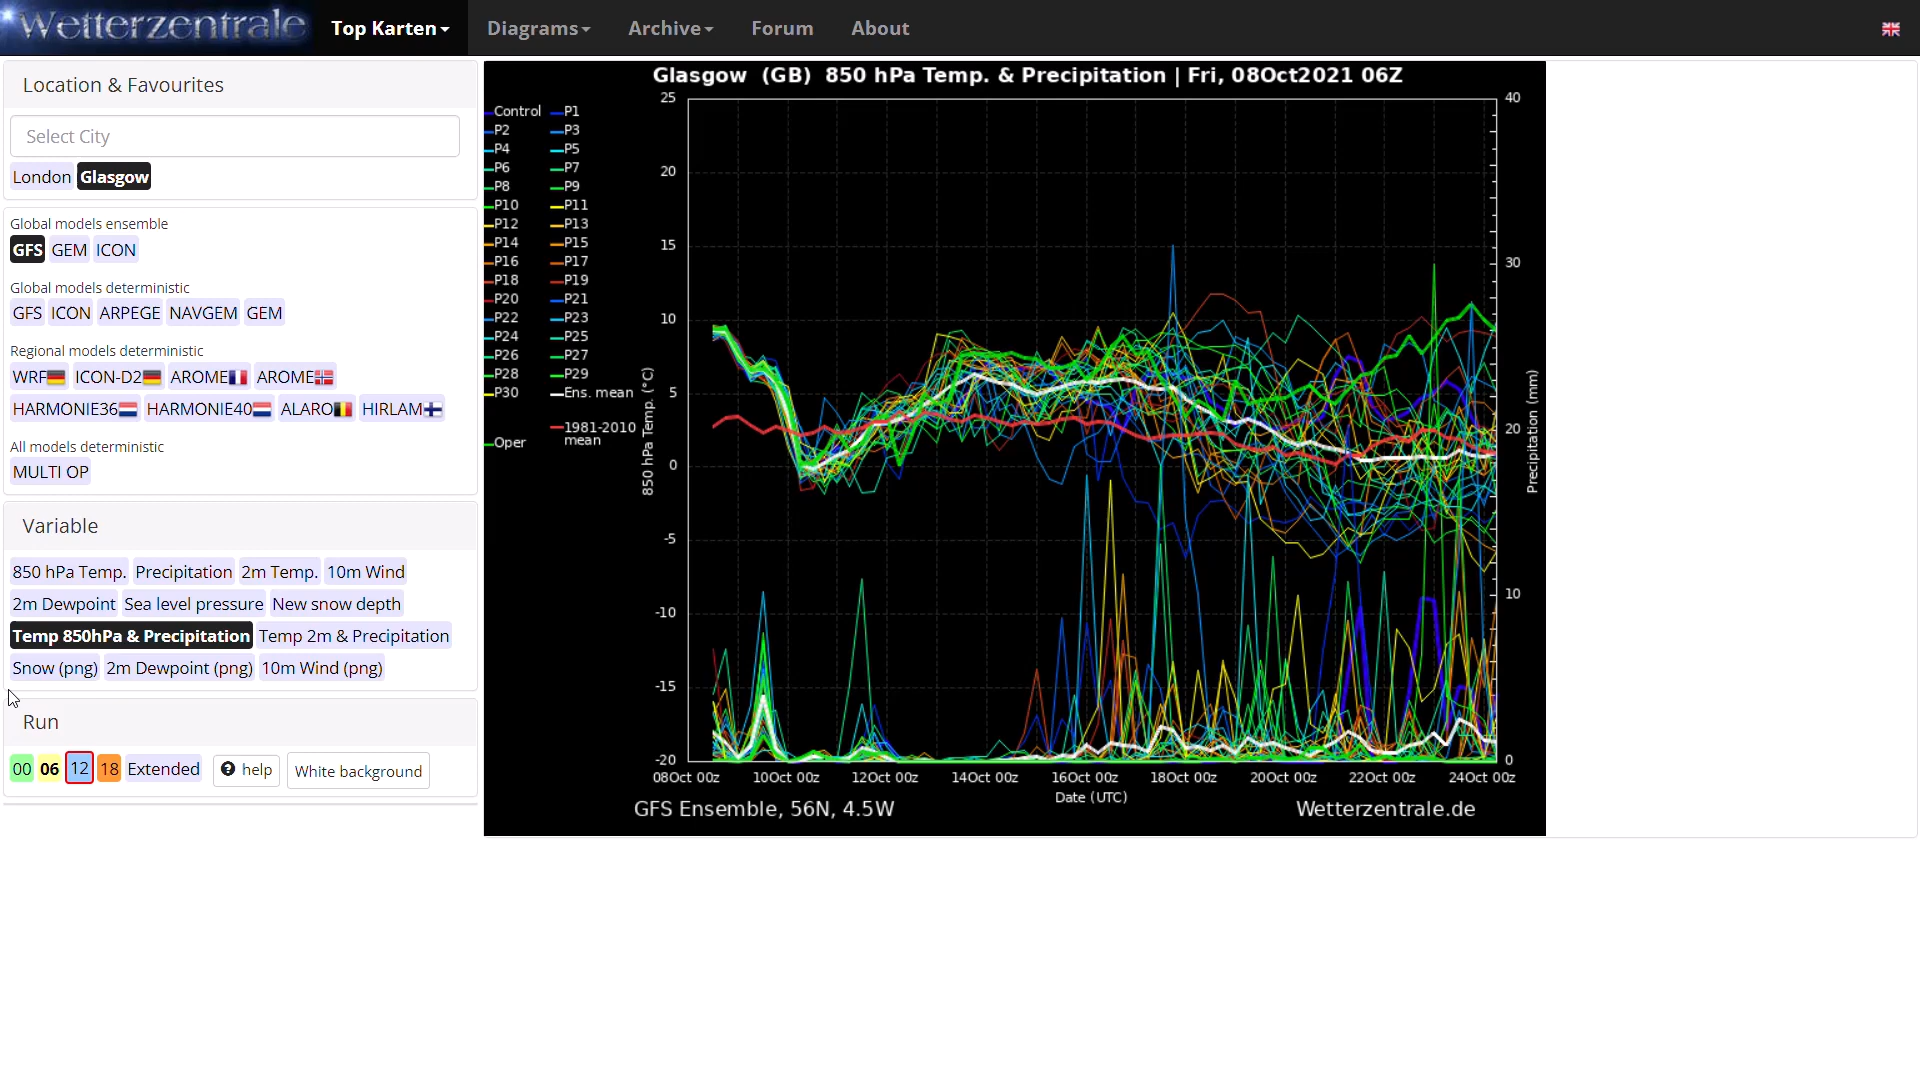 Wetterzentrale Top Karten Diagrams Archive Forum About
Location & Favourites
Select City
London Glasgow
Global models ensemble
GFS GEM ICON
Global models deterministic
GFS ICON ARPEGE NAVGEM GEM
Regional models deterministic
WRF ICON-D2 AROME AROME
HARMONIE36 HARMONIE40 ALARO HIRLAM
All models deterministic
MULTI OP
Variable
850 hPa Temp. Precipitation 2m Temp. 10m Wind
2m Dewpoint Sea level pressure New snow depth
Temp 850hPa & Precipitation Temp 2m & Precipitation
Snow (png) 2m Dewpoint (png) 10m Wind (png)
Run
00 06 12 18 Extended help White background
Glasgow (GB) 850 hPa Temp. & Precipitation | Fri, 08Oct2021 06Z
Control P1
P2 P3
P4 P5
P6 P7
P8 P9
P10 P11
P12 P13
P14 P15
P16 P17
P18 P19
P20 P21
P22 P23
P24 P25
P26 P27
P28 P29
P30 Ens. mean
Oper 1981-2010
mean
850 hPa Temp. (°C)
25
20
15
10
5
0
-5
-10
-15
-20
40
30
20
10
0
Precipitation (mm)
08Oct 00z 10Oct 00z 12Oct 00z 14Oct 00z 16Oct 00z 18Oct 00z 20Oct 00z 22Oct 00z 24Oct 00z
Date (UTC)
GFS Ensemble, 56N, 4.5W Wetterzentrale.de